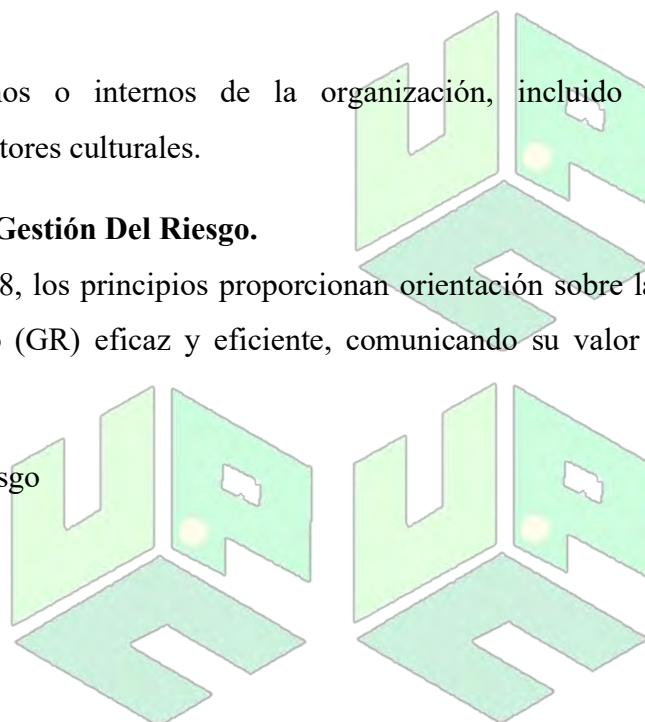 nos o internos de la organización, incluido
tores culturales.
Gestión Del Riesgo.
8, los principios proporcionan orientación sobre la
(GR) eficaz y eficiente, comunicando su valor
sgo